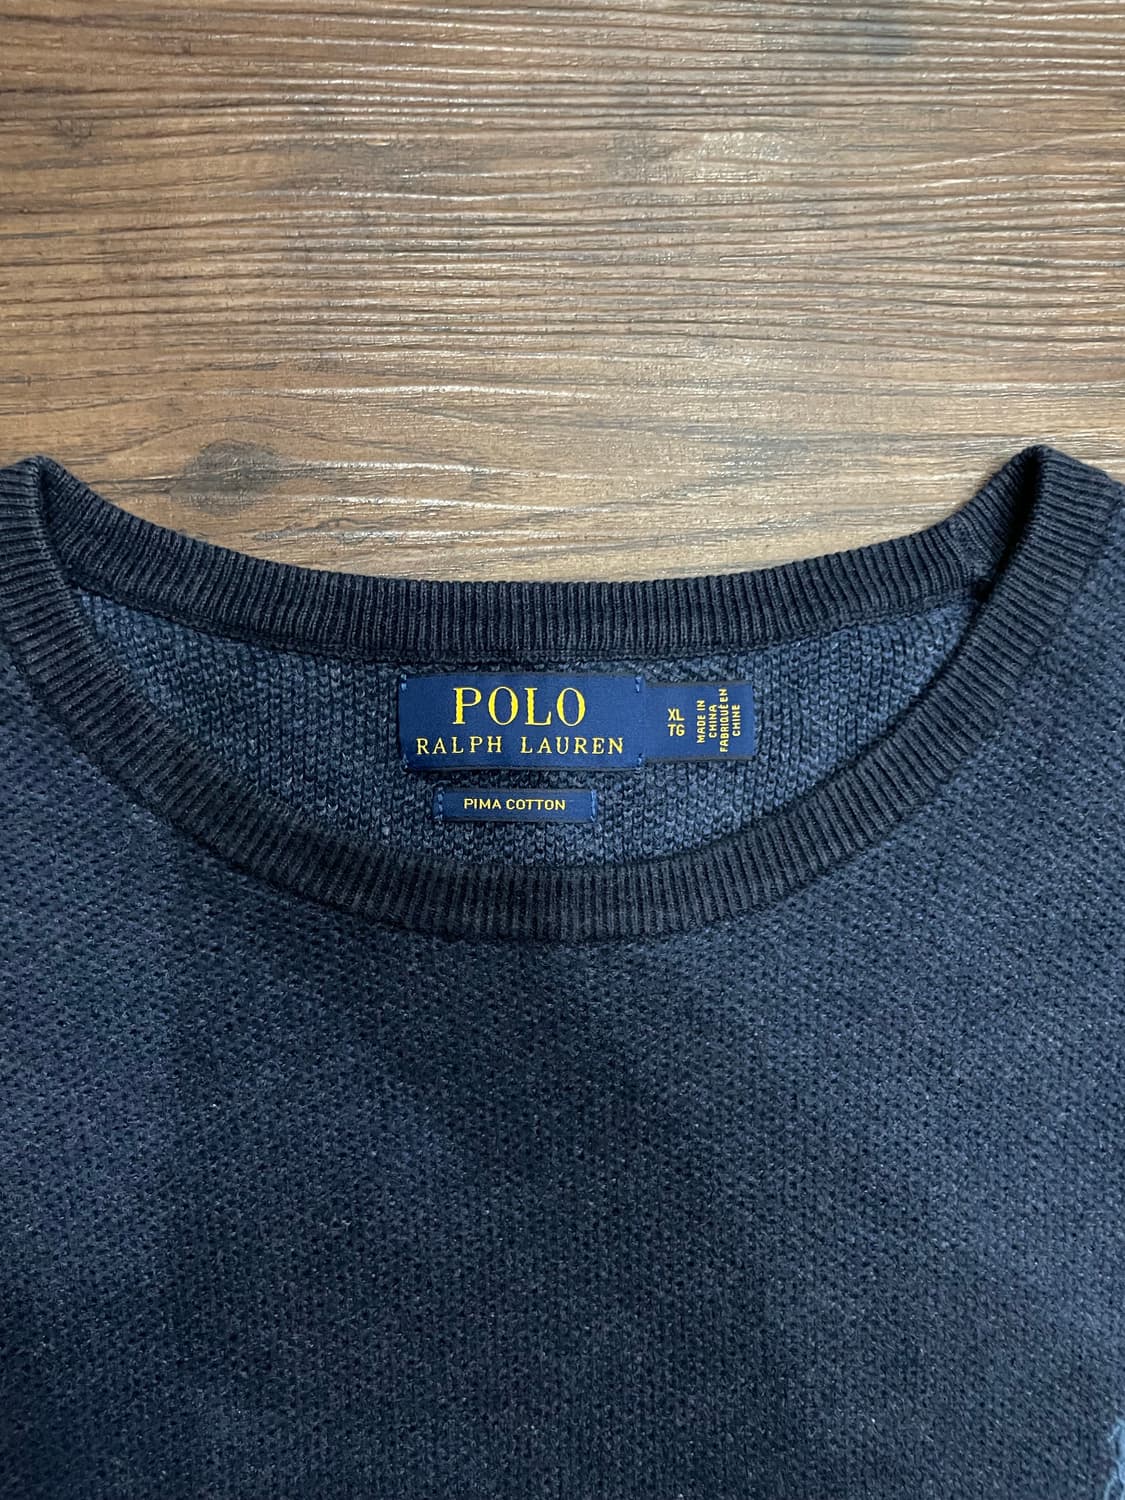 POLO
RALPH LAUREN
XL
TG
MADE IN
CHINA
FABRIQUÉ EN
CHINE
PIMA COTTON